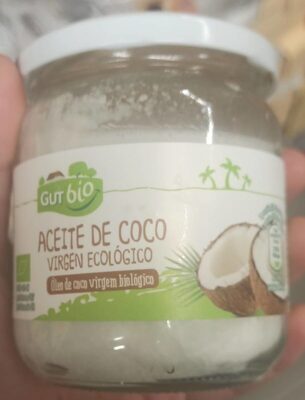 GUT bio
ACEITE DE COCO
VIRGEN ECOLÓGICO
Óleo de coco virgem biológico